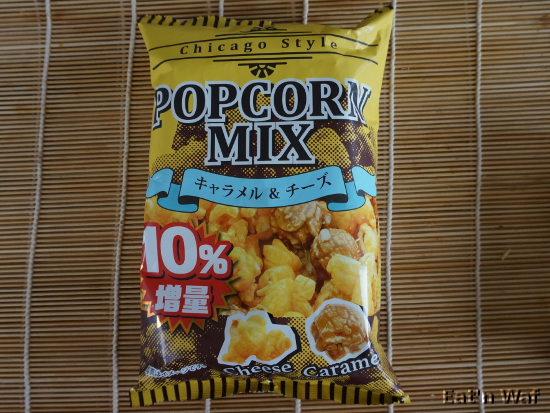 Chicago Style
POPCORN
MIX
キャラメル & チーズ
10%
増量
Cheese Caramel
Eat'n Waf